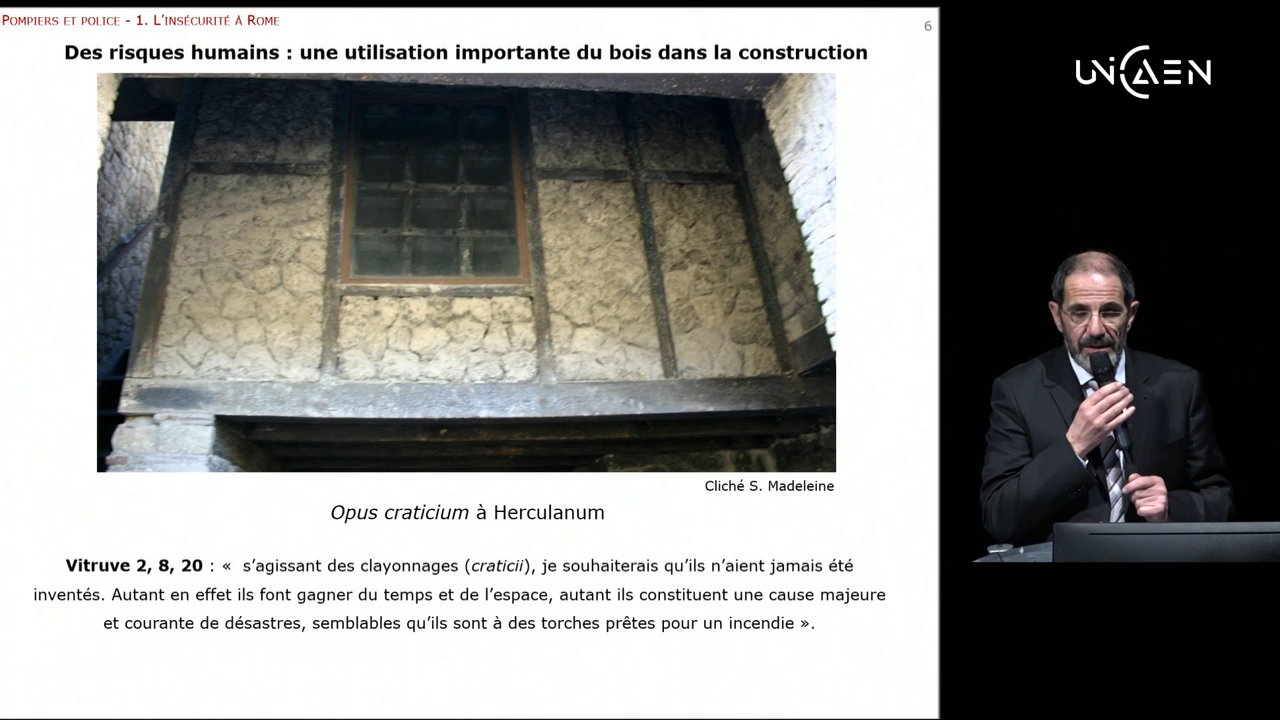 Pompiers et police - 1. L'insécurité à Rome
6
Des risques humains : une utilisation importante du bois dans la construction
UNICAEN
Cliché S. Madeleine
Opus craticium à Herculanum
Vitruve 2, 8, 20 : «  s'agissant des clayonnages (craticii), je souhaiterais qu'ils n'aient jamais été
inventés. Autant en effet ils font gagner du temps et de l'espace, autant ils constituent une cause majeure
et courante de désastres, semblables qu'ils sont à des torches prêtes pour un incendie ».